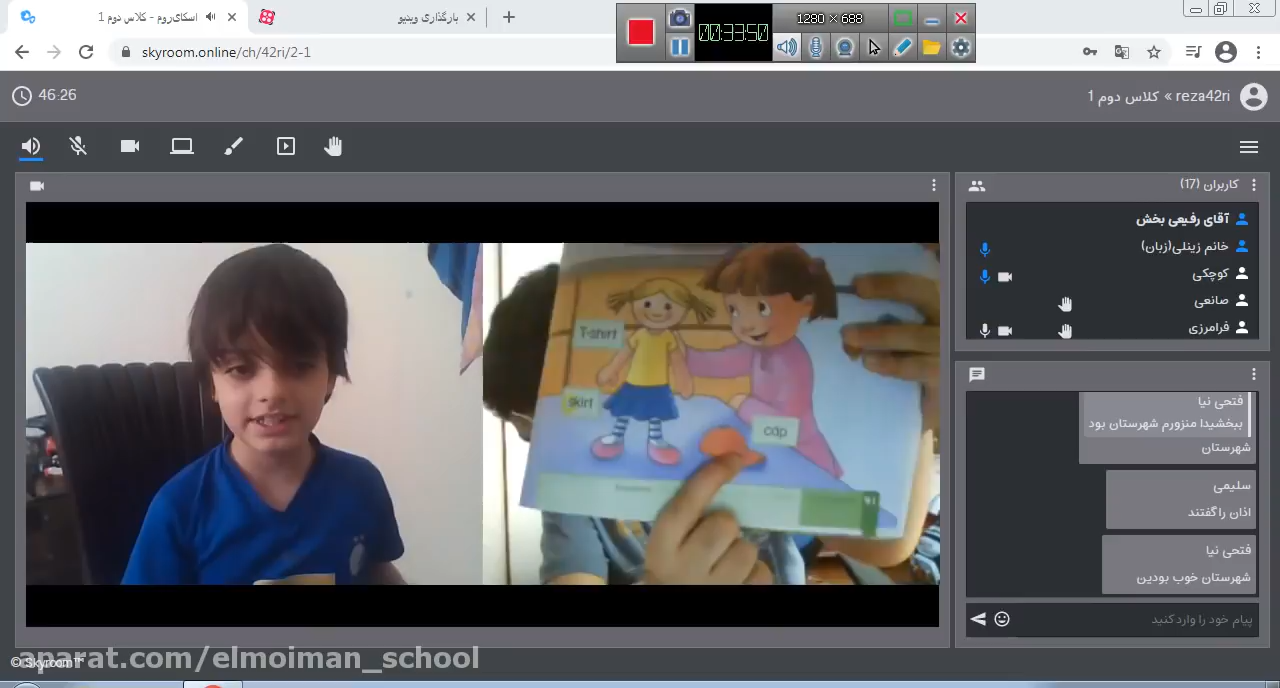 اسکای‌روم - کلاس دوم 1
بارگذاری ویدیو
00:33:50
1280 × 688
skyroom.online/ch/42ri/2-1
46:26
reza42ri » کلاس دوم 1
کاربران (17)
آقای رفیعی بخش
خانم زینلی(زبان)
کوچکی
صانعی
فرامرزی
T-shirt
skirt
cap
فتحی نیا
ببخشیدا منزورم شهرستان بود
شهرستان
سلیمی
اذان را گفتند
فتحی نیا
شهرستان خوب بودین
پیام خود را وارد کنید
© Skyroom™
aparat.com/elmoiman_school